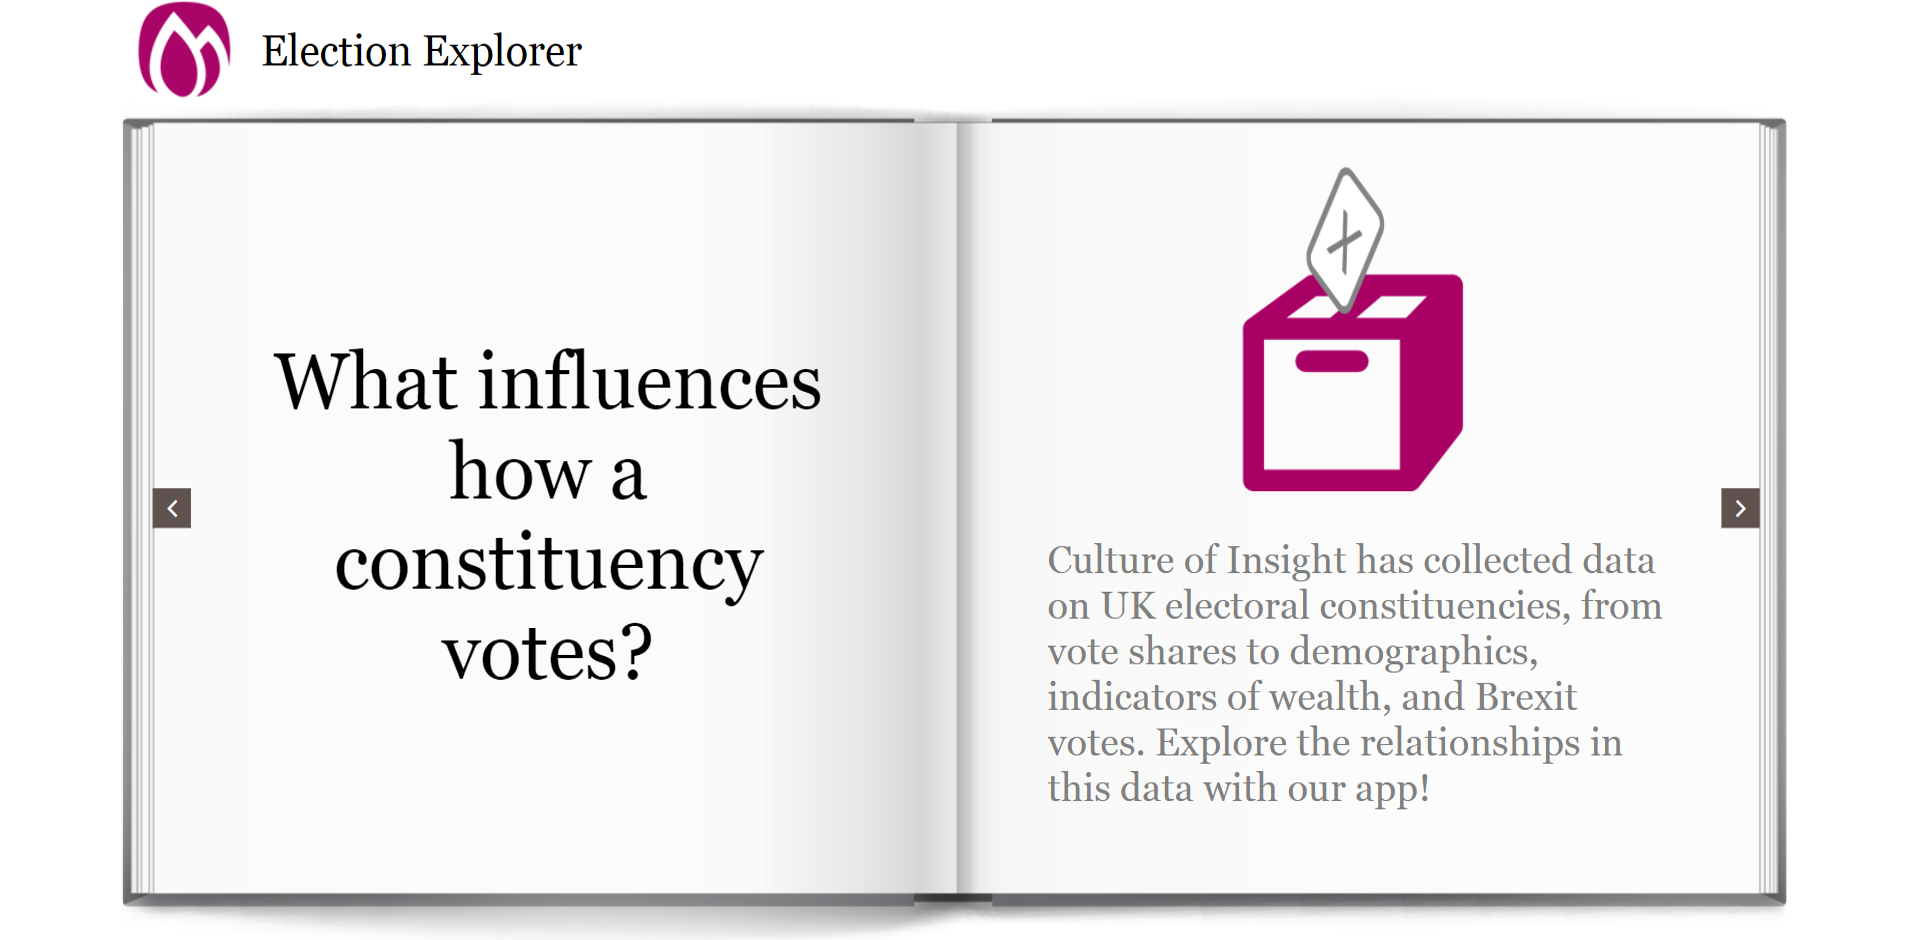 Election Explorer
What influences
how a
constituency
votes?
Culture of Insight has collected data
on UK electoral constituencies, from
vote shares to demographics,
indicators of wealth, and Brexit
votes. Explore the relationships in
this data with our app!